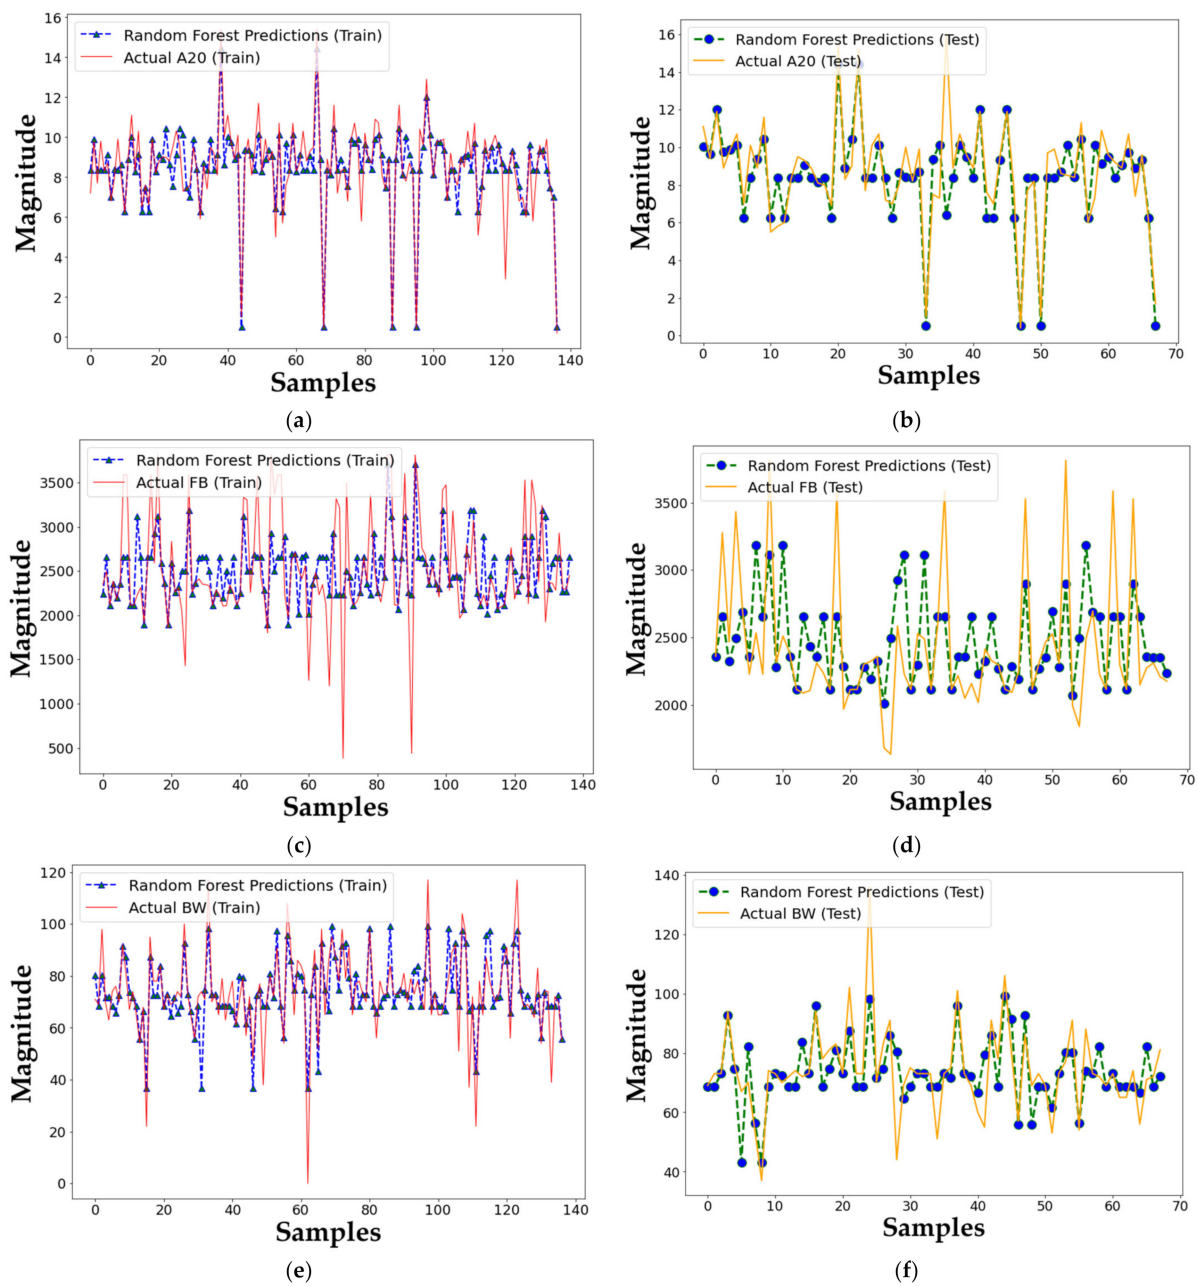 Random Forest Predictions (Train)
Actual A20 (Train)
Magnitude
16
14
12
10
8
6
4
2
0
0 20 40 60 80 100 120 140
Samples
(a)
Random Forest Predictions (Test)
Actual A20 (Test)
Magnitude
16
14
12
10
8
6
4
2
0
0 10 20 30 40 50 60 70
Samples
(b)
Random Forest Predictions (Train)
Actual FB (Train)
Magnitude
3500
3000
2500
2000
1500
1000
500
0 20 40 60 80 100 120 140
Samples
(c)
Random Forest Predictions (Test)
Actual FB (Test)
Magnitude
3500
3000
2500
2000
0 10 20 30 40 50 60 70
Samples
(d)
Random Forest Predictions (Train)
Actual BW (Train)
Magnitude
120
100
80
60
40
20
0
0 20 40 60 80 100 120 140
Samples
(e)
Random Forest Predictions (Test)
Actual BW (Test)
Magnitude
140
120
100
80
60
40
0 10 20 30 40 50 60 70
Samples
(f)